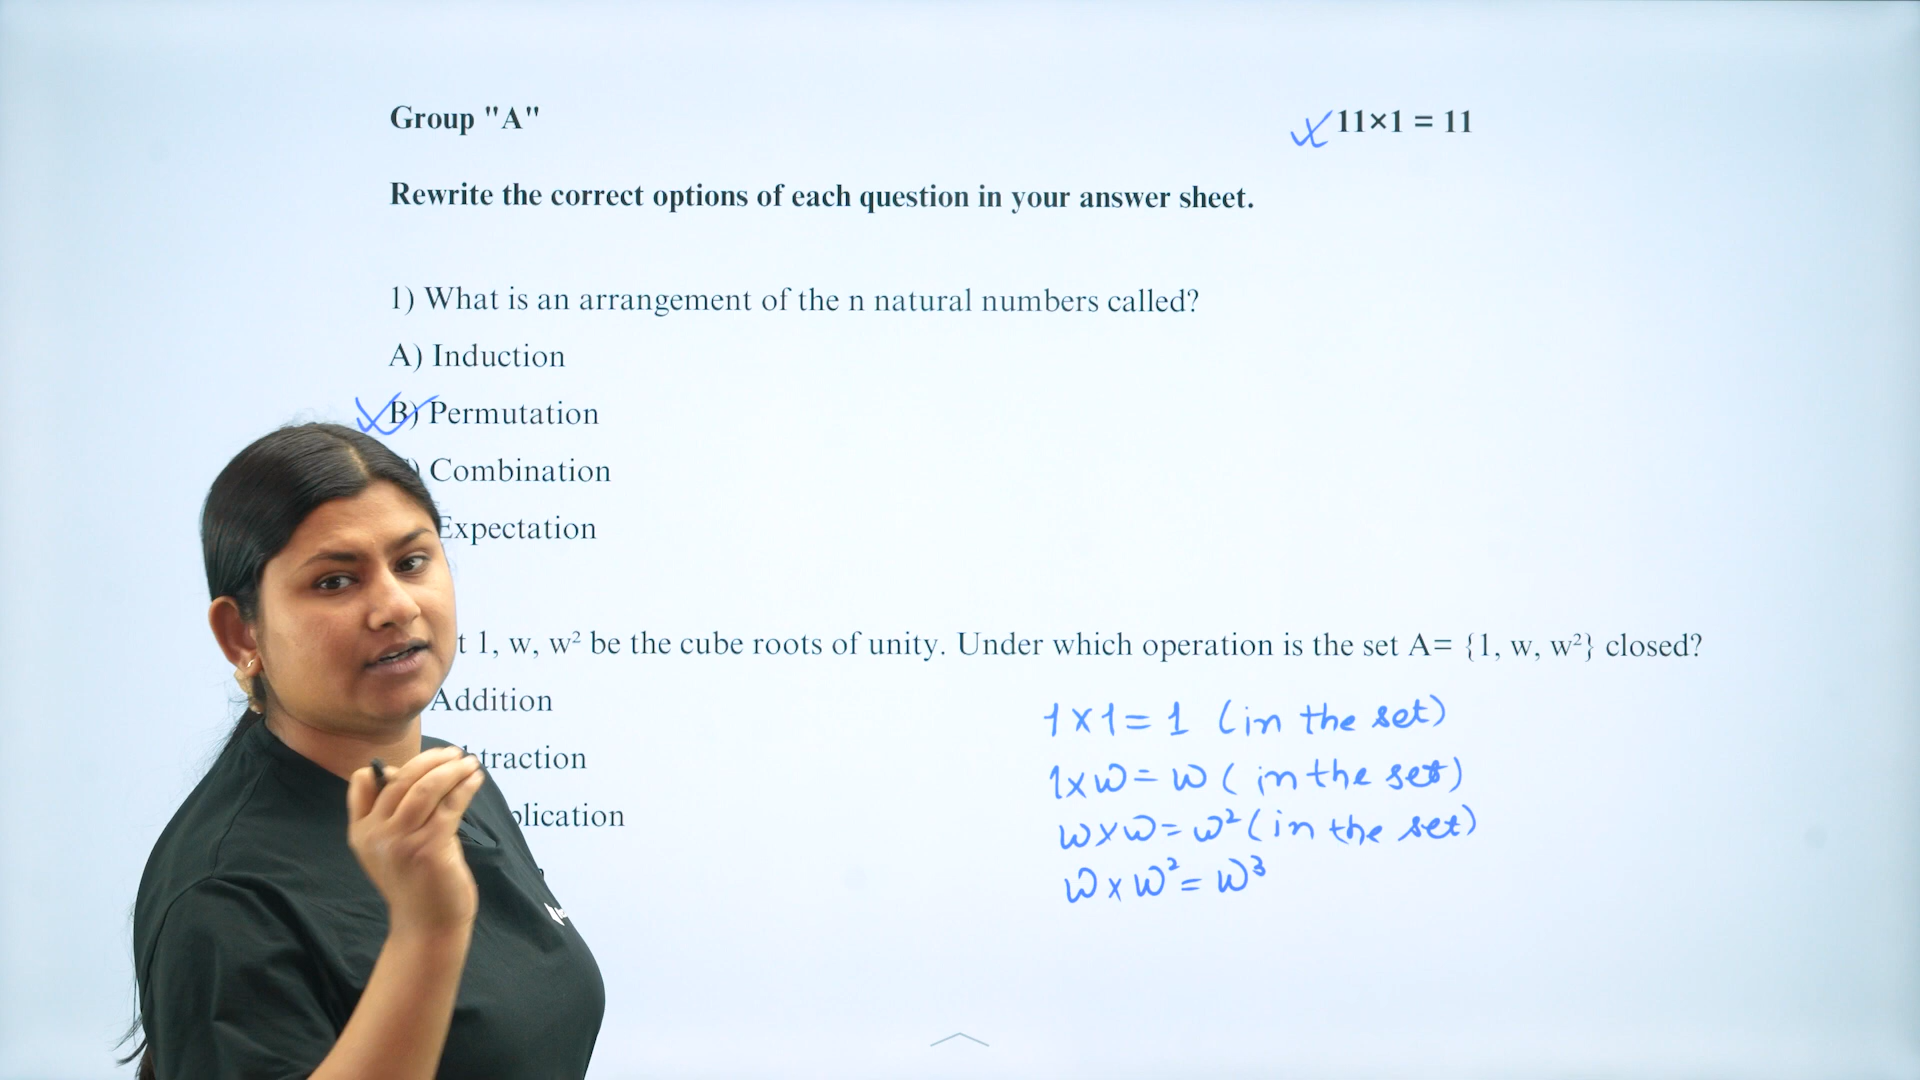 Group "A"
11×1 = 11
Rewrite the correct options of each question in your answer sheet.
1) What is an arrangement of the n natural numbers called?
A) Induction
B) Permutation
) Combination
Expectation
t 1, w, w² be the cube roots of unity. Under which operation is the set A= {1, w, w²} closed?
Addition
traction
plication
1×1=1 (in the set)
1×w=w (in the set)
w×w=w² (in the set)
w×w²=w³